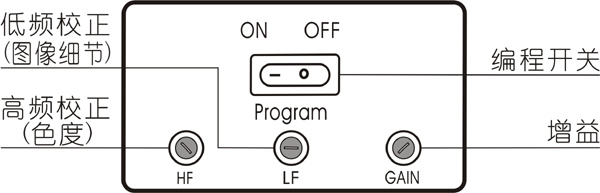 低频校正
(图像细节)
高频校正
(色度)
ON OFF
Program
HF LF GAIN
编程开关
增益